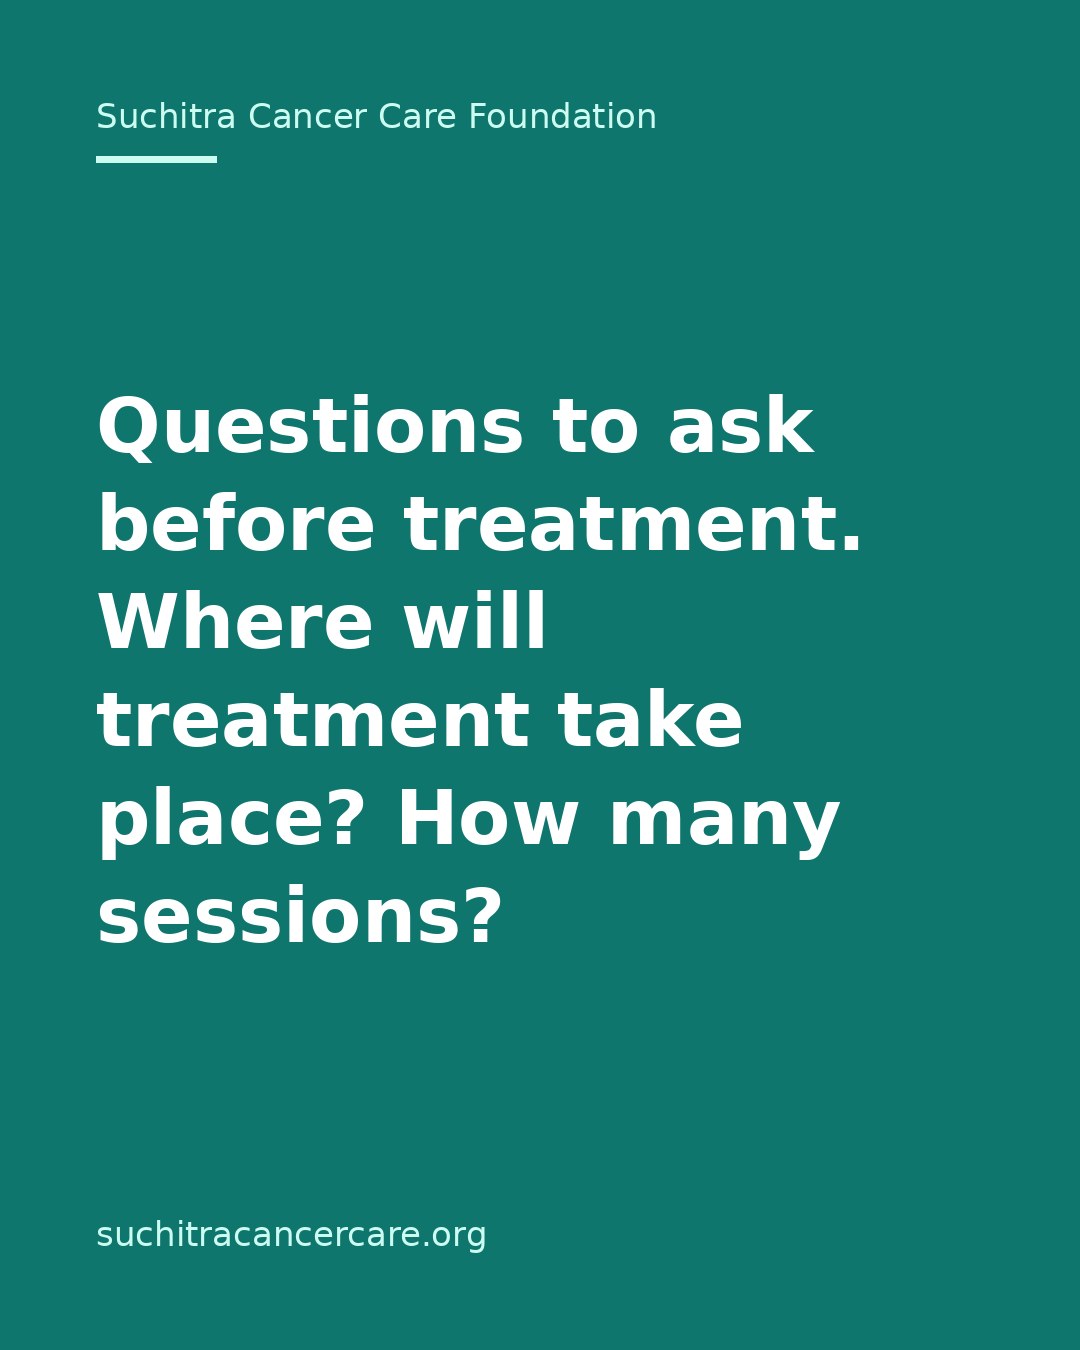 Suchitra Cancer Care Foundation
Questions to ask
before treatment.
Where will
treatment take
place? How many
sessions?
suchitracancercare.org